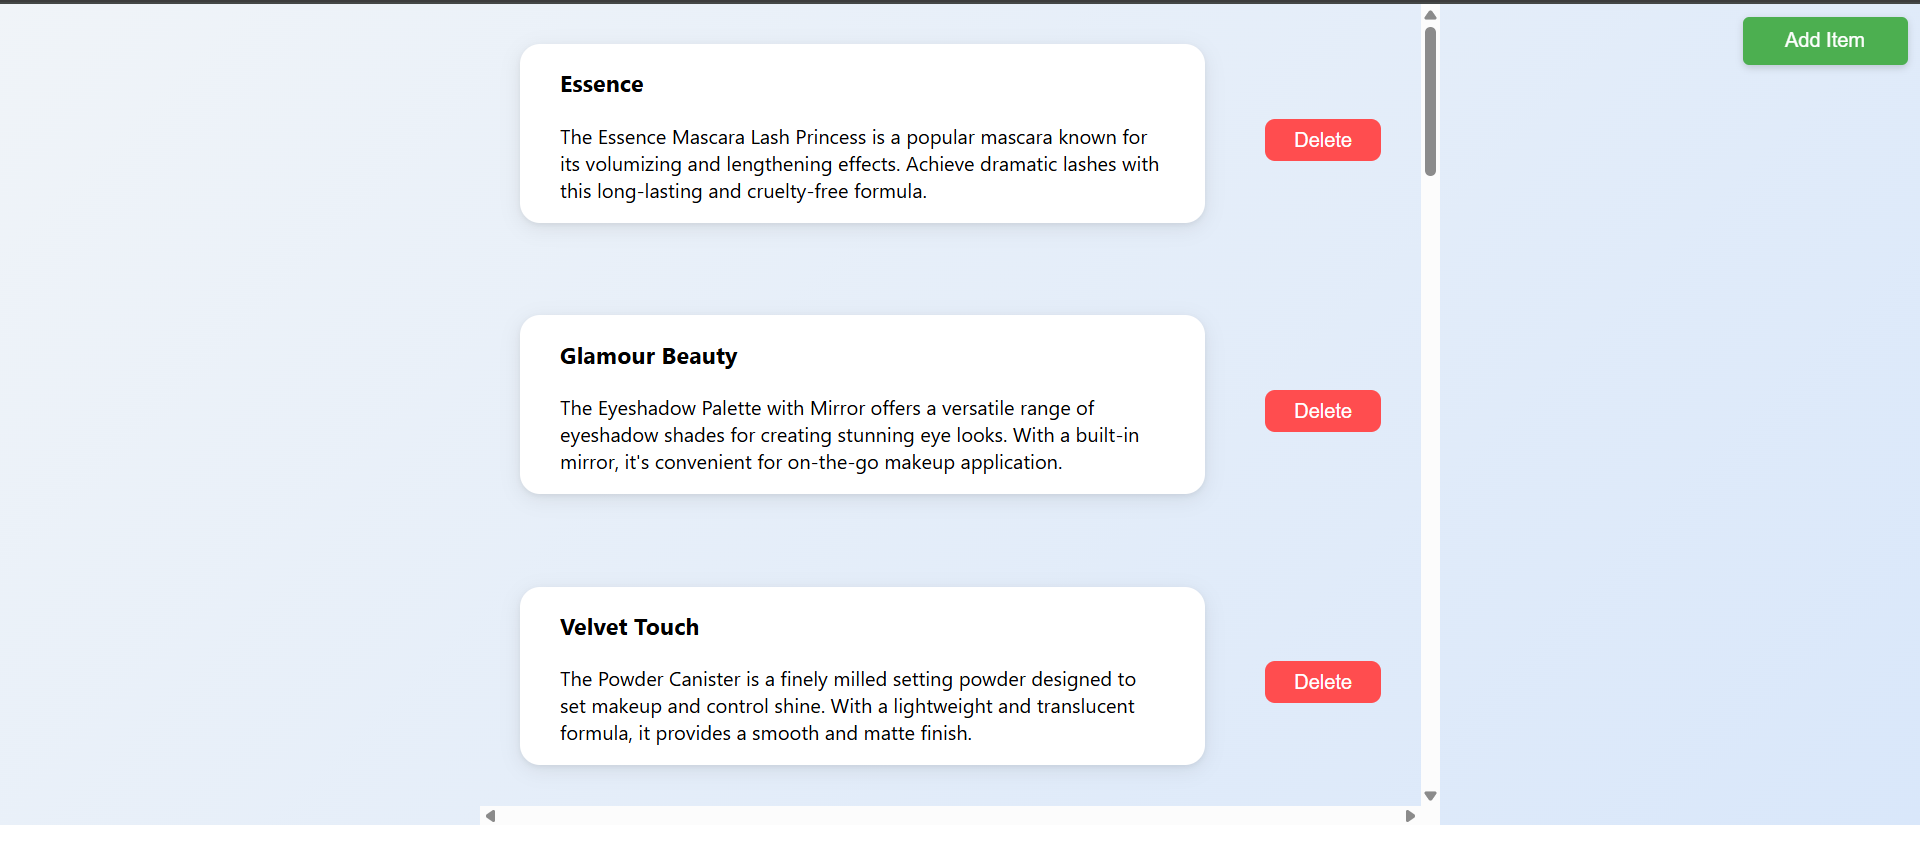 Add Item
Essence
The Essence Mascara Lash Princess is a popular mascara known for
its volumizing and lengthening effects. Achieve dramatic lashes with
this long-lasting and cruelty-free formula.
Delete
Glamour Beauty
The Eyeshadow Palette with Mirror offers a versatile range of
eyeshadow shades for creating stunning eye looks. With a built-in
mirror, it's convenient for on-the-go makeup application.
Delete
Velvet Touch
The Powder Canister is a finely milled setting powder designed to
set makeup and control shine. With a lightweight and translucent
formula, it provides a smooth and matte finish.
Delete